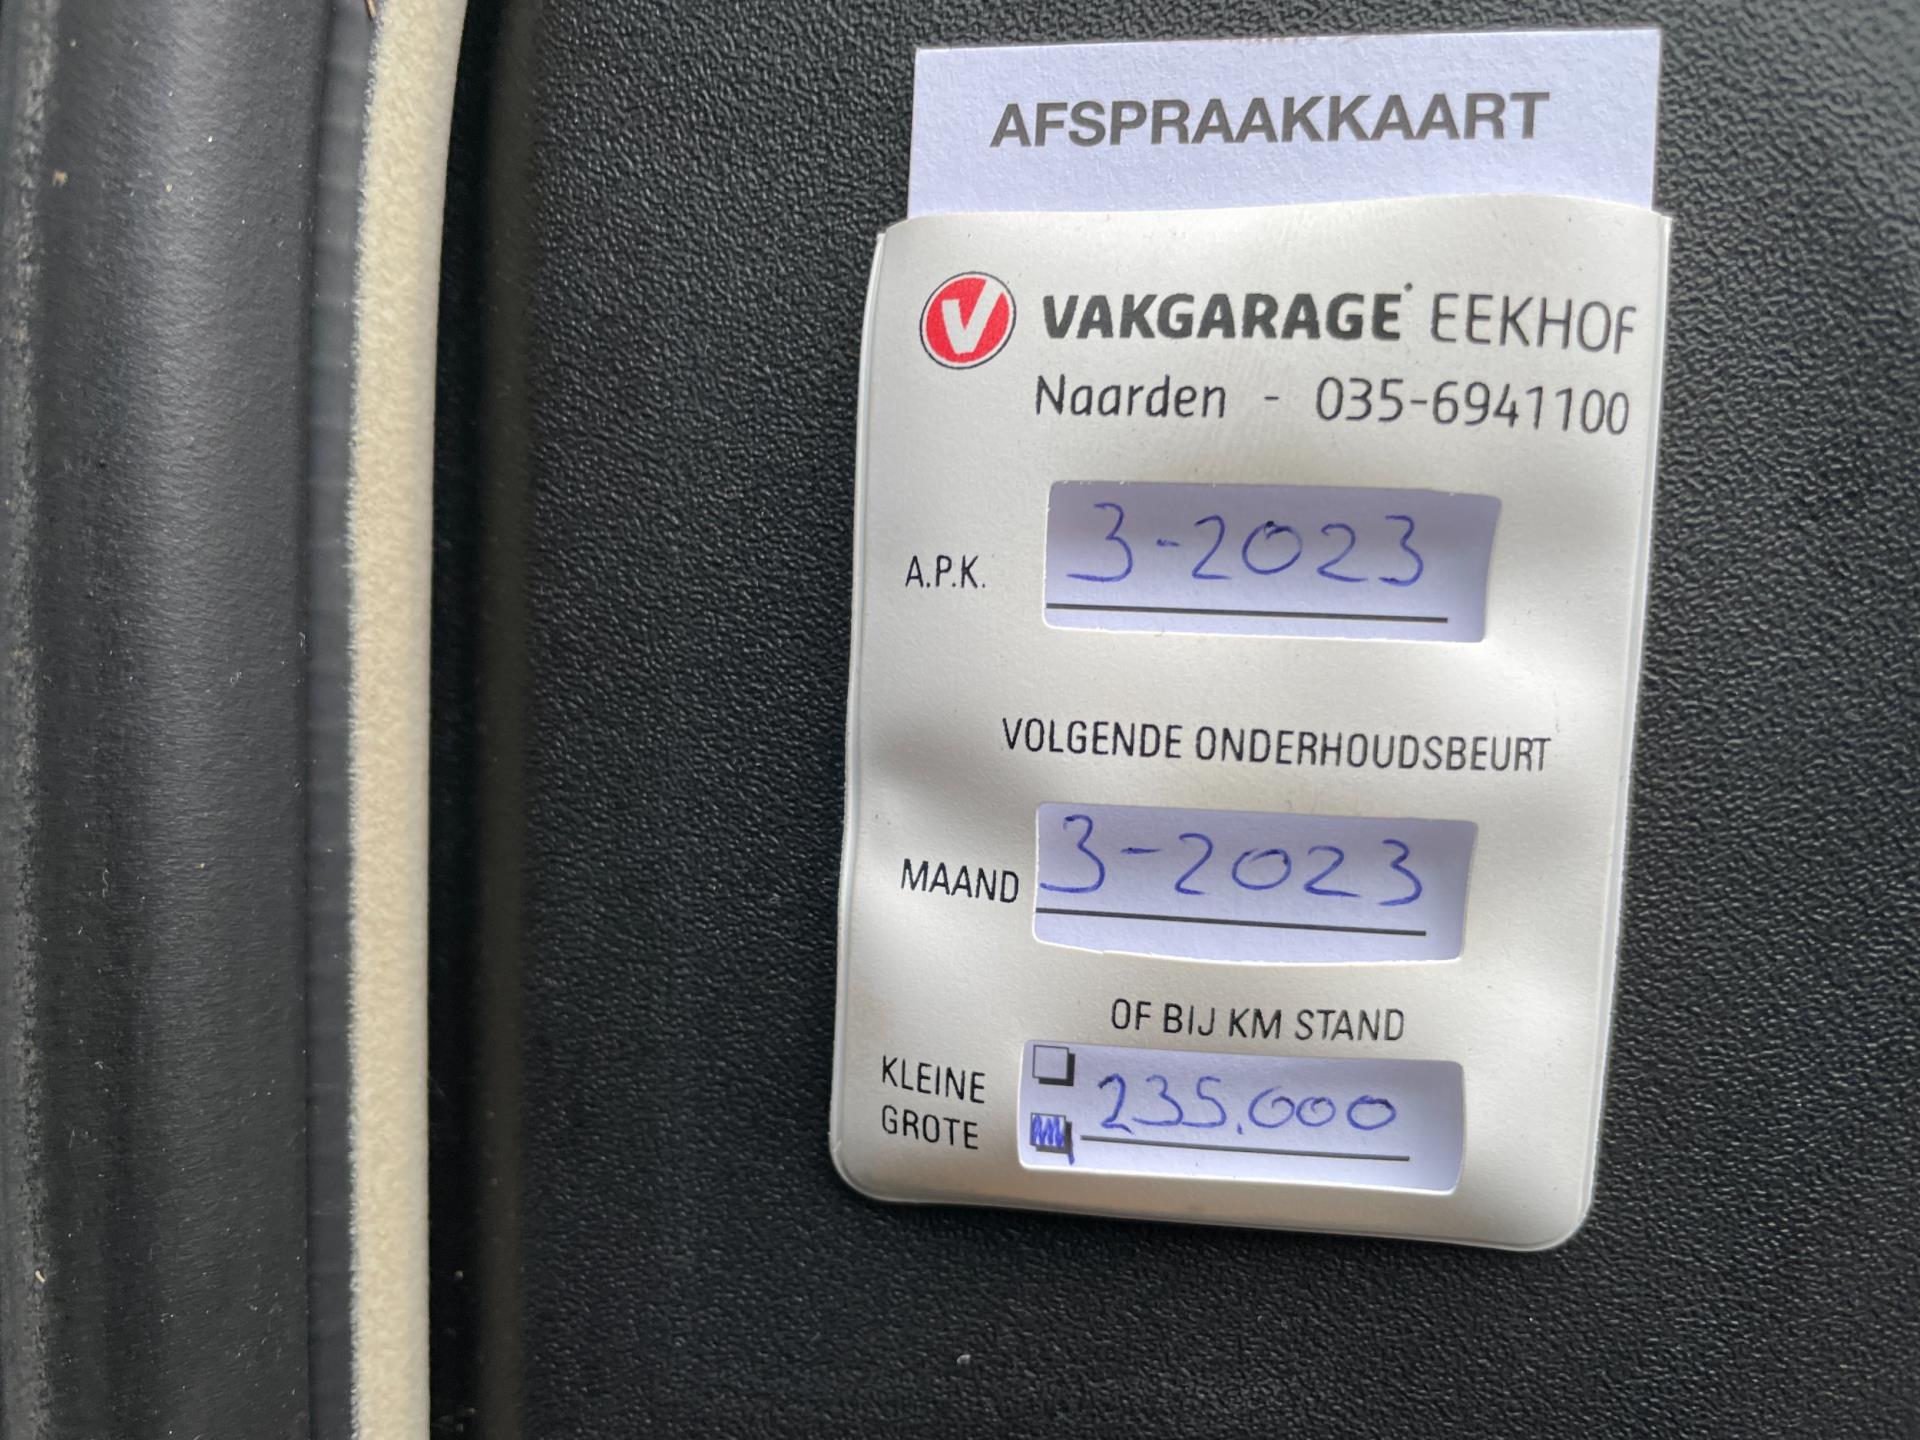 AFSPRAAKKAART
V VAKGARAGE EEKHOF
Naarden - 035-6941100
A.P.K. 3-2023
VOLGENDE ONDERHOUDSBEURT
MAAND 3-2023
OF BIJ KM STAND
KLEINE
GROTE 235.000